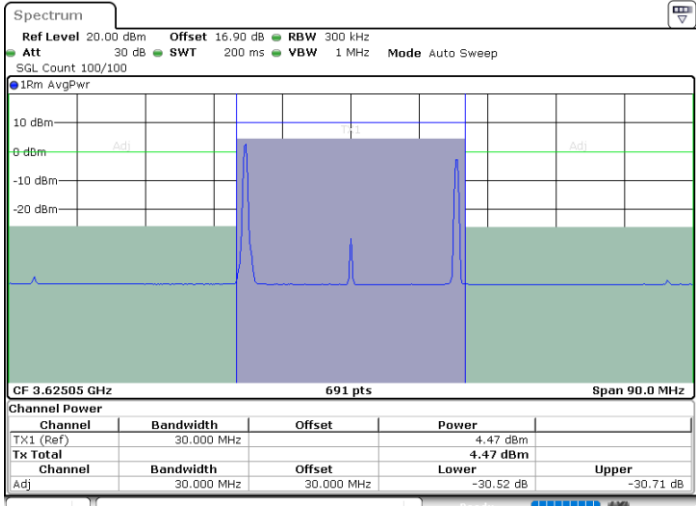 Spectrum
Ref Level 20.00 dBm Offset 16.90 dB RBW 300 kHz
Att 30 dB SWT 200 ms VBW 1 MHz Mode Auto Sweep
SGL Count 100/100
1Rm AvgPwr
10 dBm
Adj TX1 Adj
0 dBm
-10 dBm
-20 dBm
CF 3.62505 GHz 691 pts Span 90.0 MHz
Channel Power
Channel Bandwidth Offset Power
TX1 (Ref) 30.000 MHz 4.47 dBm
Tx Total 4.47 dBm
Channel Bandwidth Offset Lower Upper
Adj 30.000 MHz 30.000 MHz -30.52 dB -30.71 dB